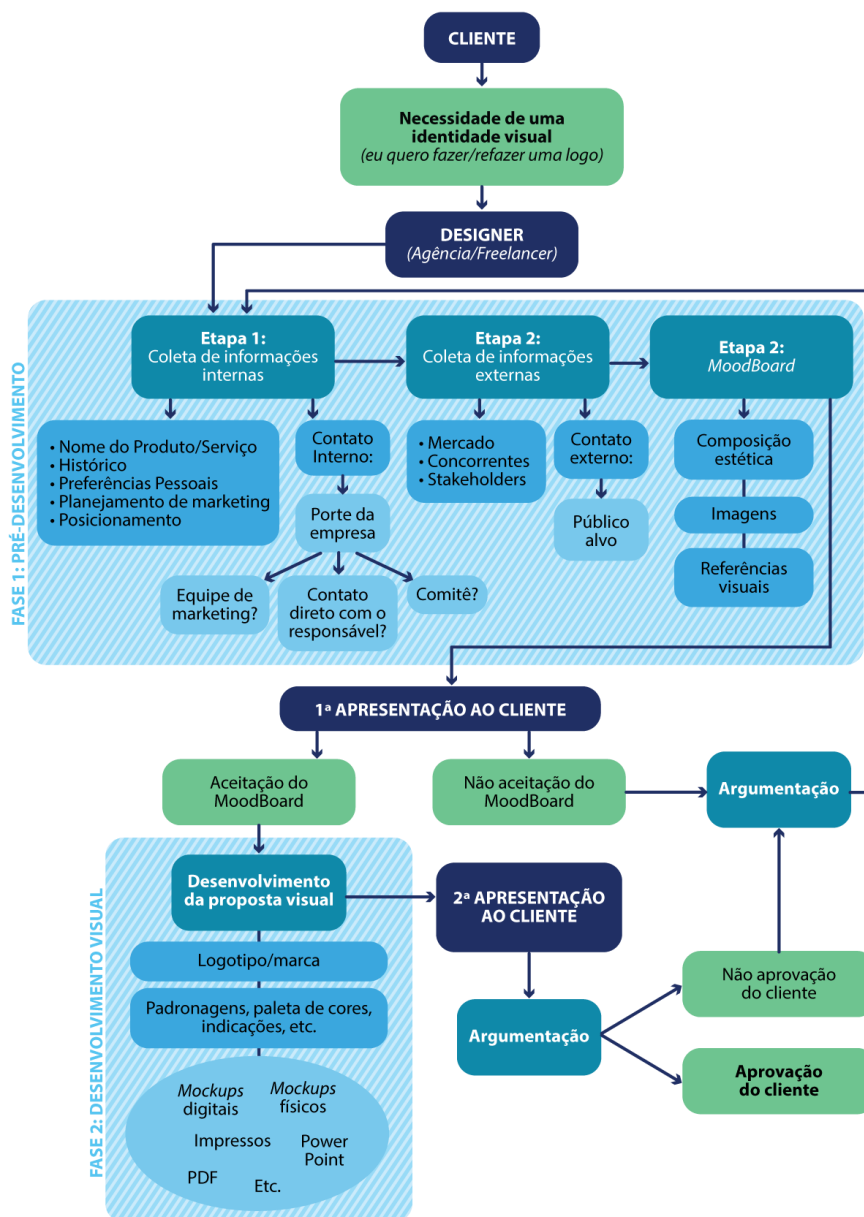 CLIENTE
Necessidade de uma
identidade visual
(eu quero fazer/refazer uma logo)
DESIGNER
(Agência/Freelancer)
FASE 1: PRÉ-DESENVOLVIMENTO
Etapa 1:
Coleta de informações
internas
Etapa 2:
Coleta de informações
externas
Etapa 2:
MoodBoard
• Nome do Produto/Serviço
• Histórico
• Preferências Pessoais
• Planejamento de marketing
• Posicionamento
Contato
Interno:
Porte da
empresa
Equipe de
marketing?
Contato
direto com o
responsável?
Comitê?
• Mercado
• Concorrentes
• Stakeholders
Contato
externo:
Público
alvo
Composição
estética
Imagens
Referências
visuais
1ª APRESENTAÇÃO AO CLIENTE
Aceitação do
MoodBoard
Não aceitação do
MoodBoard
Argumentação
FASE 2: DESENVOLVIMENTO VISUAL
Desenvolvimento
da proposta visual
Logotipo/marca
Padronagens, paleta de cores,
indicações, etc.
Mockups
digitais
Mockups
físicos
Impressos
Power
Point
PDF
Etc.
2ª APRESENTAÇÃO
AO CLIENTE
Argumentação
Não aprovação
do cliente
Aprovação
do cliente